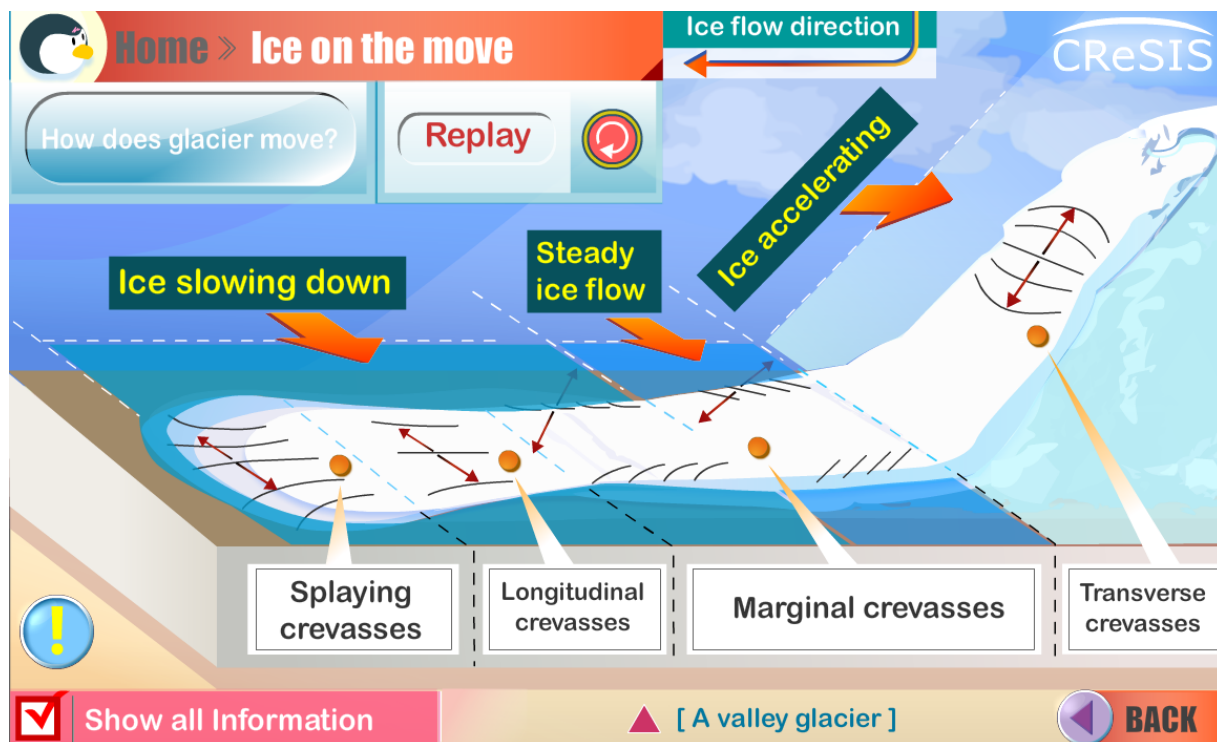 Home » Ice on the move
Ice flow direction
CReSIS
How does glacier move?
Replay
Ice accelerating
Steady
ice flow
Ice slowing down
Splaying
crevasses
Longitudinal
crevasses
Marginal crevasses
Transverse
crevasses
!
Show all Information
[ A valley glacier ]
BACK